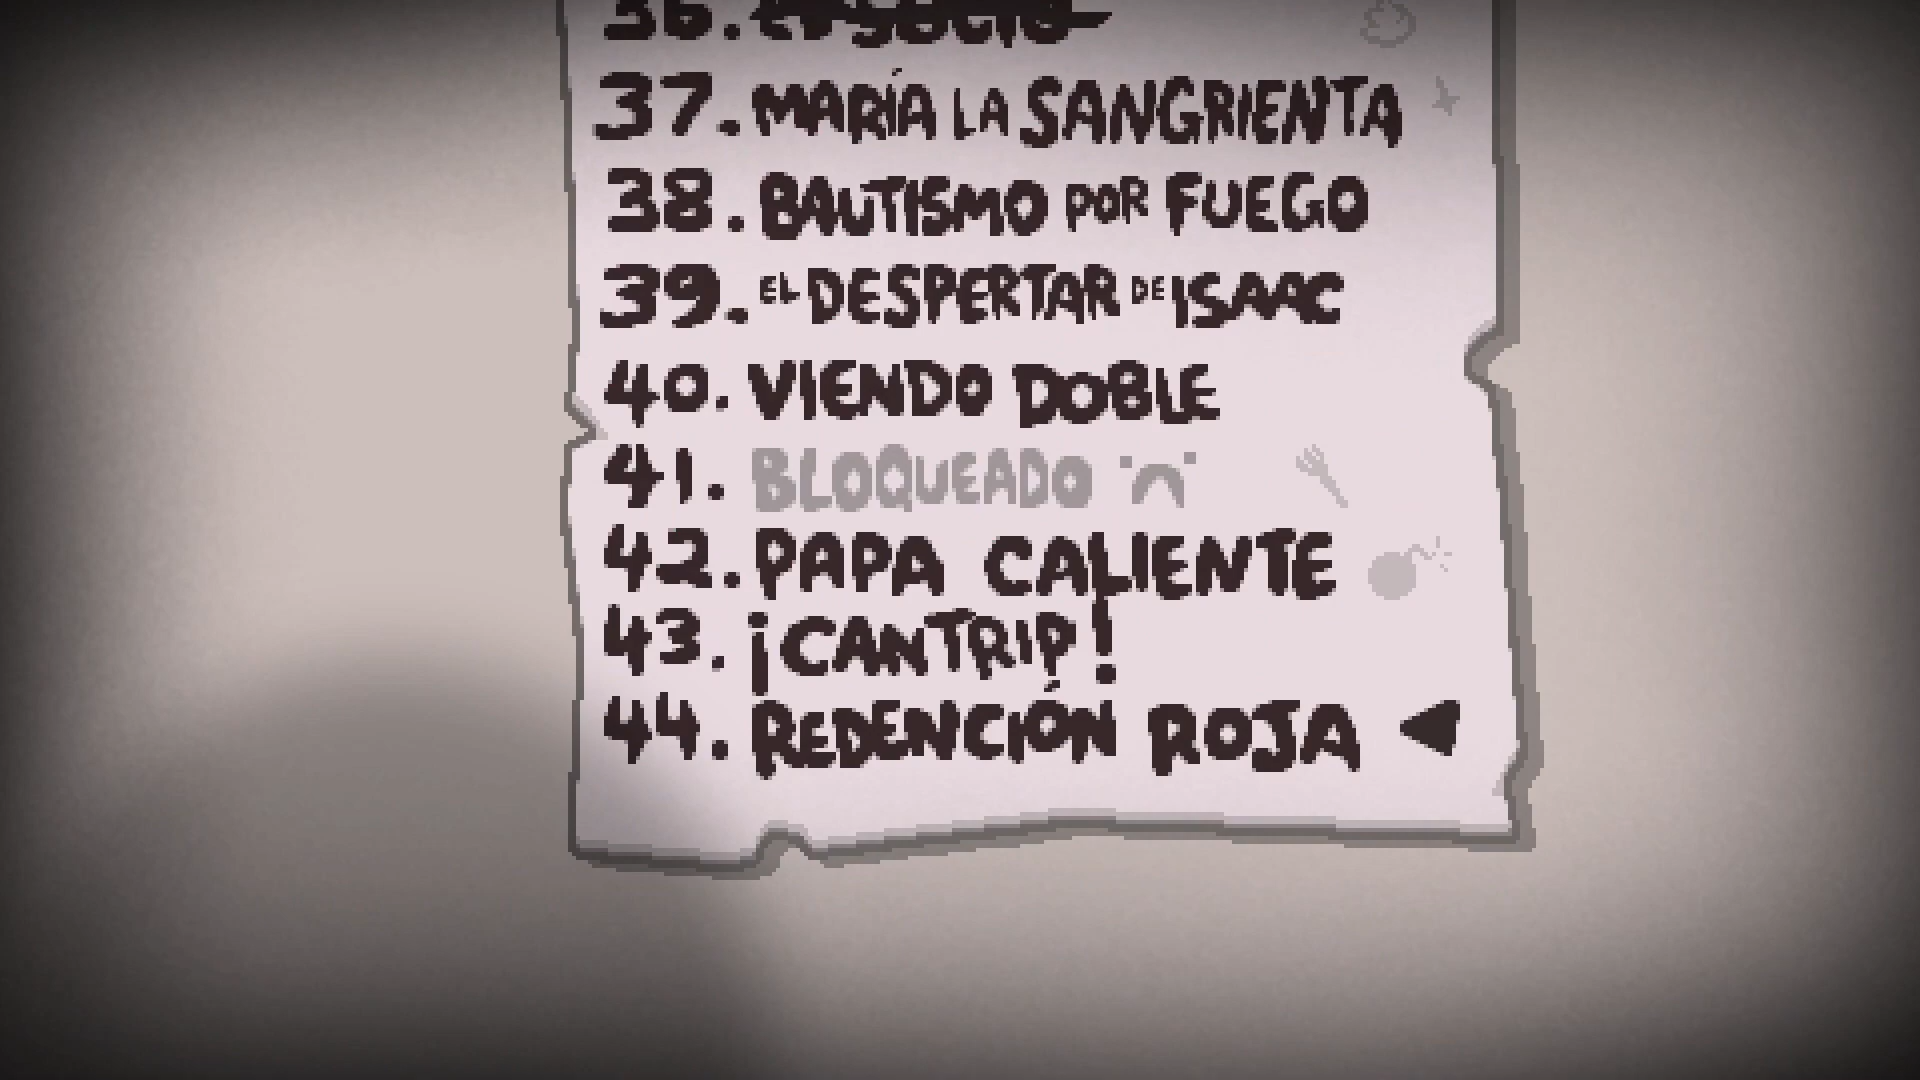 36.
37. MARÍA LA SANGRIENTA
38. BAUTISMO POR FUEGO
39. EL DESPERTAR DE ISAAC
40. VIENDO DOBLE
41. BLOQUEADO
42. PAPA CALIENTE
43. ¡CANTRIP!
44. REDENCIÓN ROJA